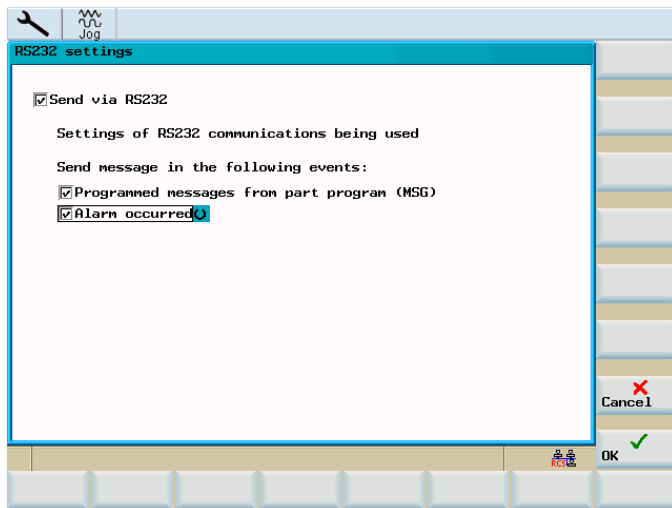 Jog
RS232 settings
Send via RS232
Settings of RS232 communications being used
Send message in the following events:
Programmed messages from part program (MSG)
Alarm occurred
Cancel
OK
RCS